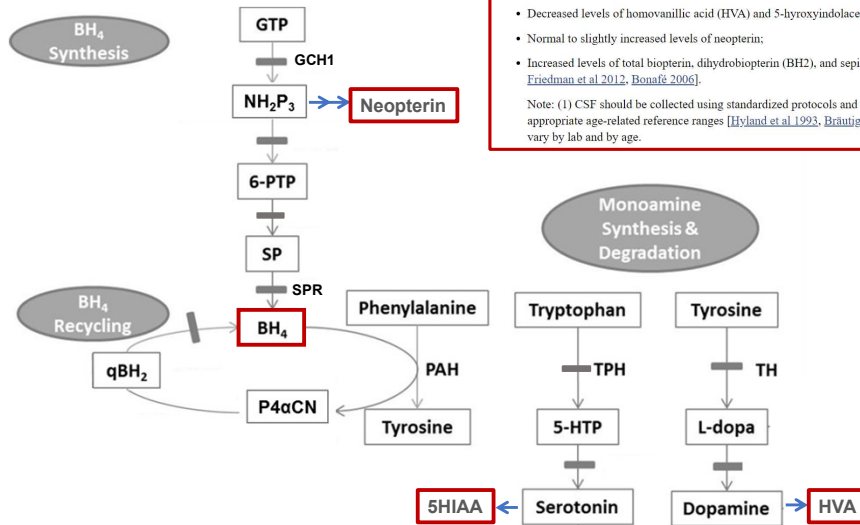 BH₄
Synthesis
GTP
GCH1
NH₂P₃
Neopterin
6-PTP
SP
SPR
BH₄
Recycling
BH₄
qBH₂
P4αCN
Phenylalanine
PAH
Tyrosine
• Decreased levels of homovanillic acid (HVA) and 5-hyroxyindolace
• Normal to slightly increased levels of neopterin;
• Increased levels of total biopterin, dihydrobiopterin (BH2), and sepi
Friedman et al 2012, Bonafé 2006].
Note: (1) CSF should be collected using standardized protocols and
appropriate age-related reference ranges [Hyland et al 1993, Bräutig
vary by lab and by age.
Monoamine
Synthesis &
Degradation
Tryptophan
TPH
5-HTP
Serotonin
5HIAA
Tyrosine
TH
L-dopa
Dopamine
HVA